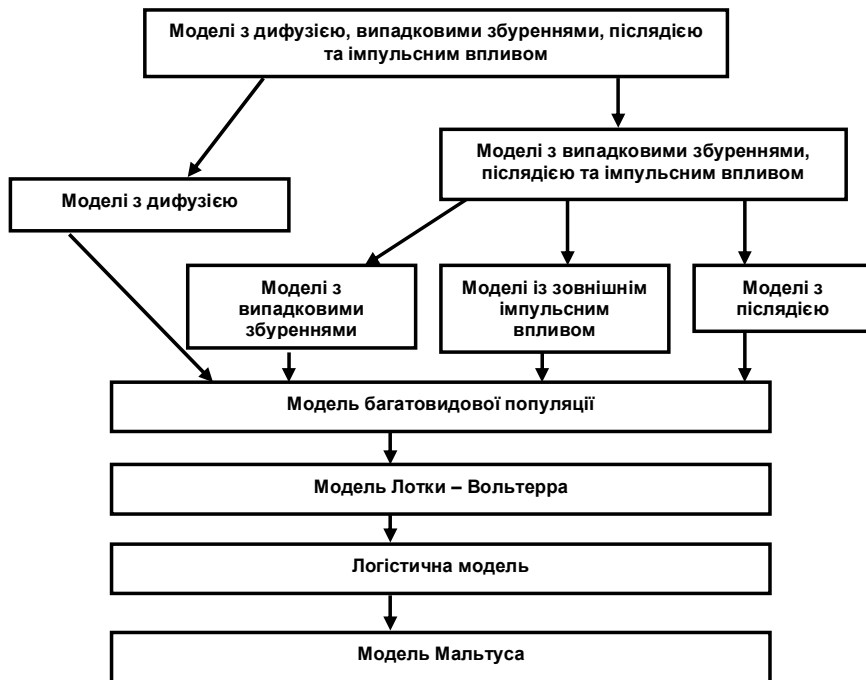 Моделі з дифузією, випадковими збуреннями, післядією
та імпульсним впливом
Моделі з випадковими збуреннями,
післядією та імпульсним впливом
Моделі з дифузією
Моделі з
випадковими
збуреннями
Моделі із зовнішнім
імпульсним
впливом
Моделі з
післядією
Модель багатовидової популяції
Модель Лотки – Вольтерра
Логістична модель
Модель Мальтуса